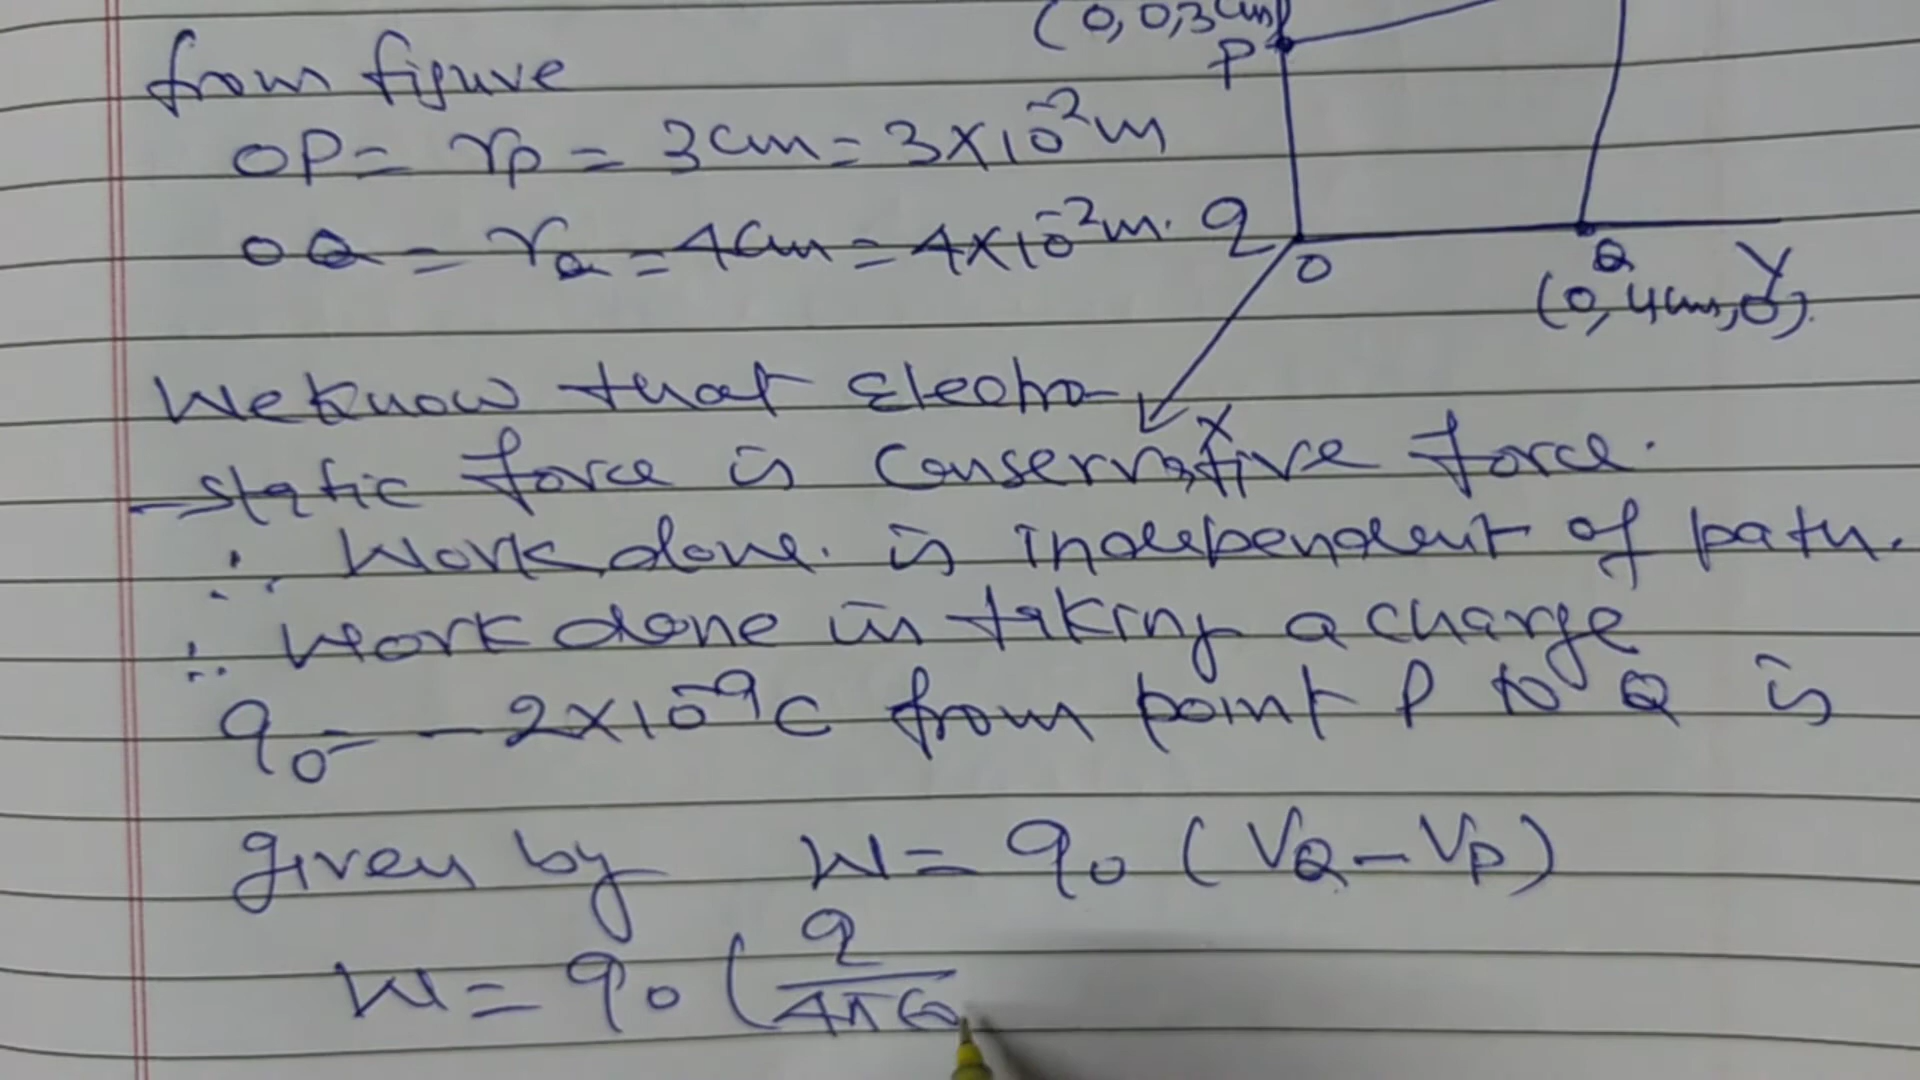 (0,0,3cm)
P
from figure
OP = rp = 3cm = 3×10⁻²m
OQ = rQ = 4cm = 4×10⁻²m.
q
O
Q
Y
(0,4cm,0).
X
We know that Electro-
-static force is Conservative force.
∴ Work done. is independent of path.
∴ Work done in taking a charge
q₀ = -2×10⁻⁹C from point P to Q is
given by W = q₀ (VQ - VP)
W = q₀ ( q / 4πε₀